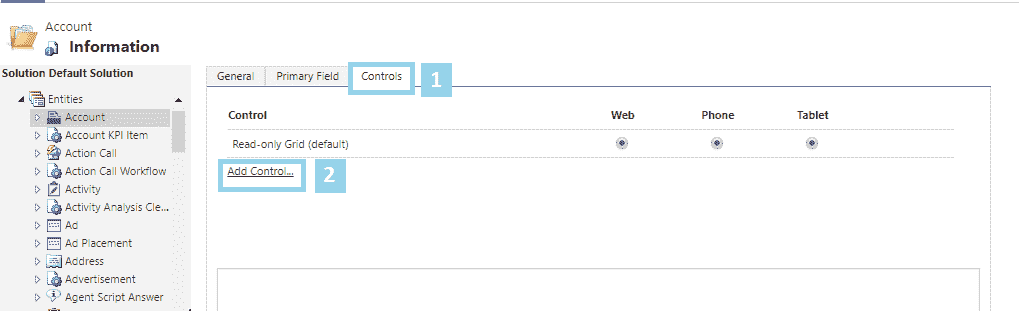 Account
Information
Solution Default Solution
Entities
Account
Account KPI Item
Action Call
Action Call Workflow
Activity
Activity Analysis Cle...
Ad
Ad Placement
Address
Advertisement
Agent Script Answer
General Primary Field Controls 1
Control Web Phone Tablet
Read-only Grid (default)
Add Control... 2